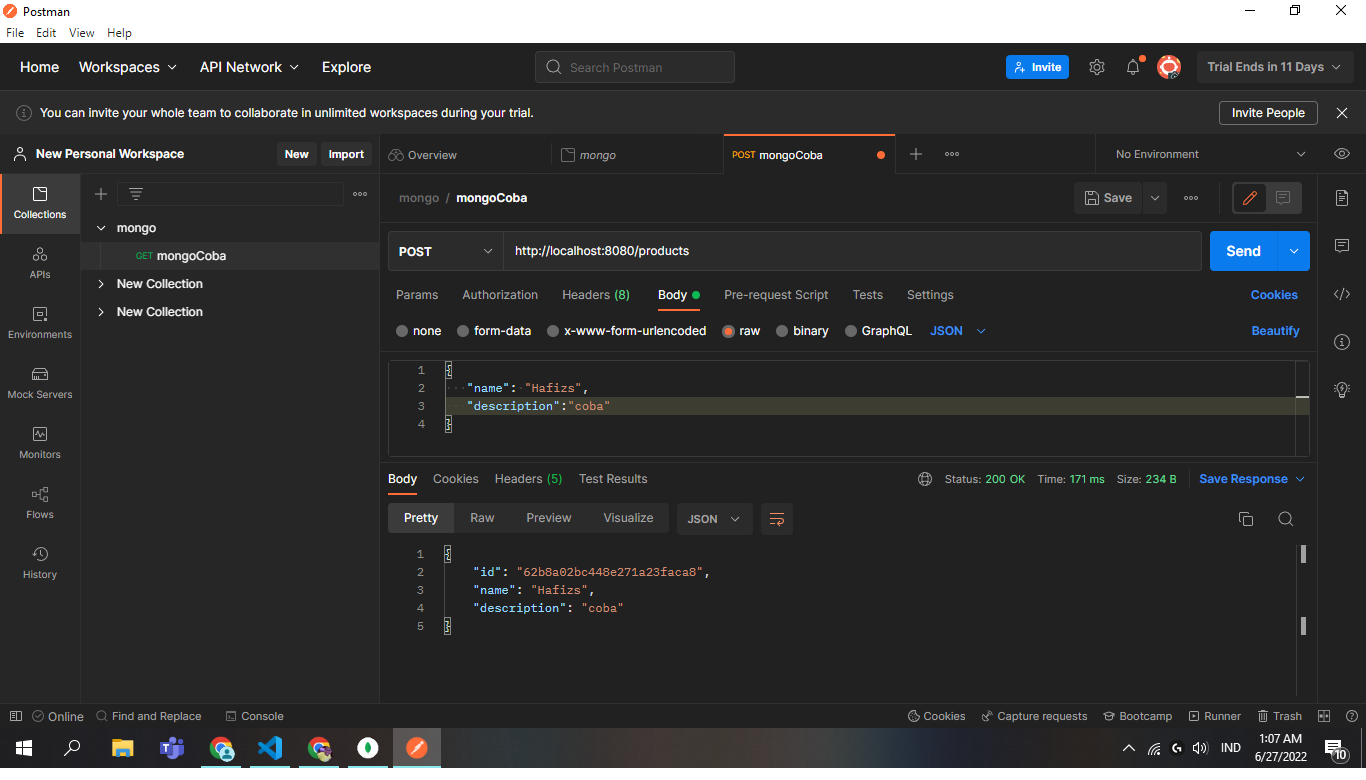 Postman
File Edit View Help
Home Workspaces API Network Explore Search Postman Invite Trial Ends in 11 Days
You can invite your whole team to collaborate in unlimited workspaces during your trial. Invite People
New Personal Workspace New Import Overview mongo POST mongoCoba No Environment
Collections
APIs
Environments
Mock Servers
Monitors
Flows
History
mongo
GET mongoCoba
New Collection
New Collection
mongo / mongoCoba Save
POST http://localhost:8080/products Send
Params Authorization Headers (8) Body Pre-request Script Tests Settings Cookies
none form-data x-www-form-urlencoded raw binary GraphQL JSON Beautify
1 {
2 "name": "Hafizs",
3 "description":"coba"
4 }
Body Cookies Headers (5) Test Results Status: 200 OK Time: 171 ms Size: 234 B Save Response
Pretty Raw Preview Visualize JSON
1 {
2 "id": "62b8a02bc448e271a23faca8",
3 "name": "Hafizs",
4 "description": "coba"
5 }
Online Find and Replace Console Cookies Capture requests Bootcamp Runner Trash
IND 1:07 AM
6/27/2022 10